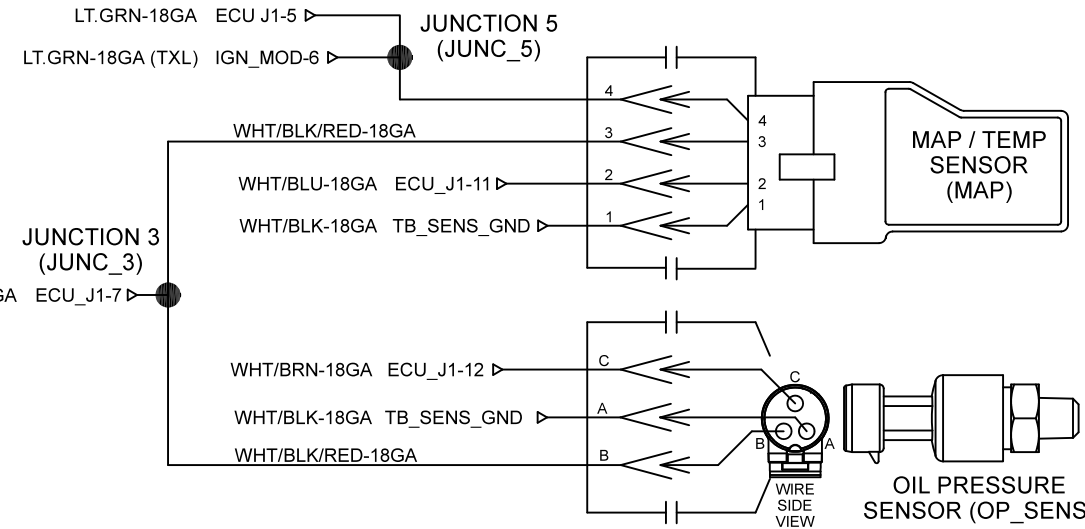 LT.GRN-18GA ECU J1-5
JUNCTION 5
(JUNC_5)
LT.GRN-18GA (TXL) IGN_MOD-6
4
4
WHT/BLK/RED-18GA
3
3
MAP / TEMP
SENSOR
(MAP)
WHT/BLU-18GA ECU_J1-11
2
2
1
WHT/BLK-18GA TB_SENS_GND
1
JUNCTION 3
(JUNC_3)
GA ECU_J1-7
WHT/BRN-18GA ECU_J1-12
C
C
WHT/BLK-18GA TB_SENS_GND
A
B
A
WHT/BLK/RED-18GA
B
WIRE
SIDE
VIEW
OIL PRESSURE
SENSOR (OP_SENS